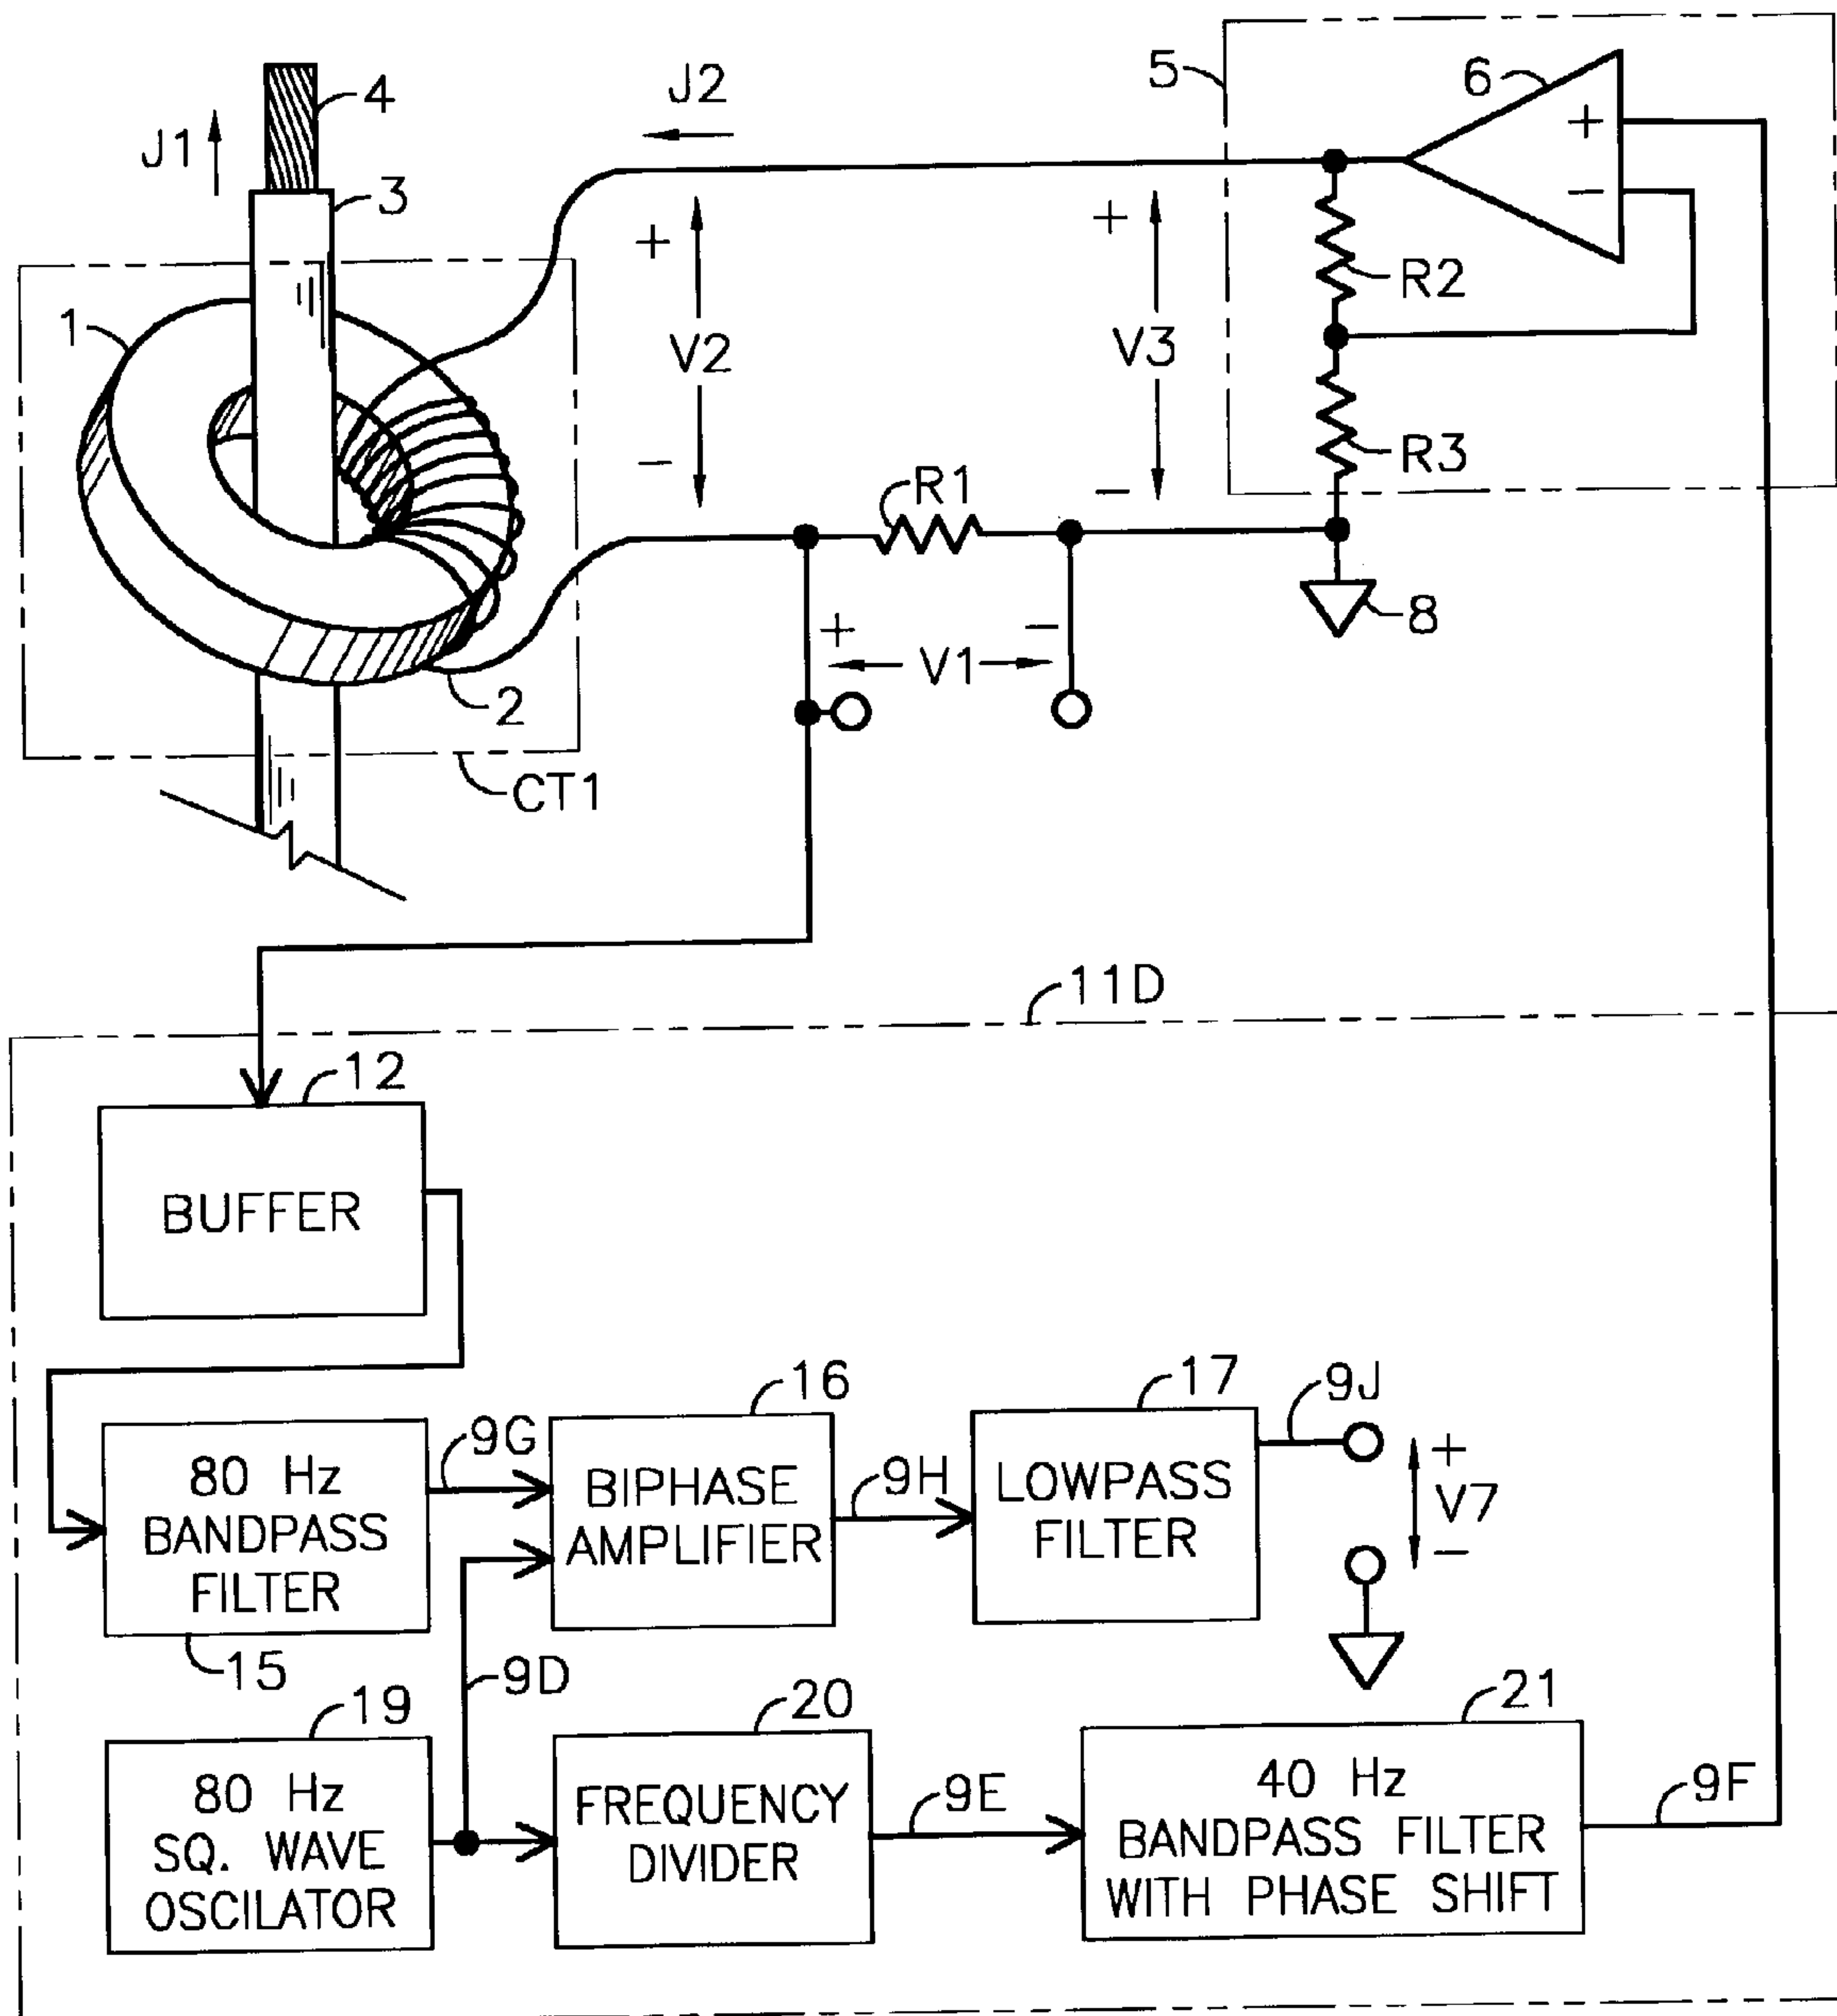 4
J1
3
J2
5
6
+
−
R2
R3
+
V2
−
+
V3
−
1
R1
8
+
V1
−
2
CT1
11D
12
BUFFER
16
17
9J
9G
9H
80 Hz
BANDPASS
FILTER
BIPHASE
AMPLIFIER
LOWPASS
FILTER
+
V7
−
15
9D
19
20
21
80 Hz
SQ. WAVE
OSCILATOR
FREQUENCY
DIVIDER
9E
40 Hz
BANDPASS FILTER
WITH PHASE SHIFT
9F